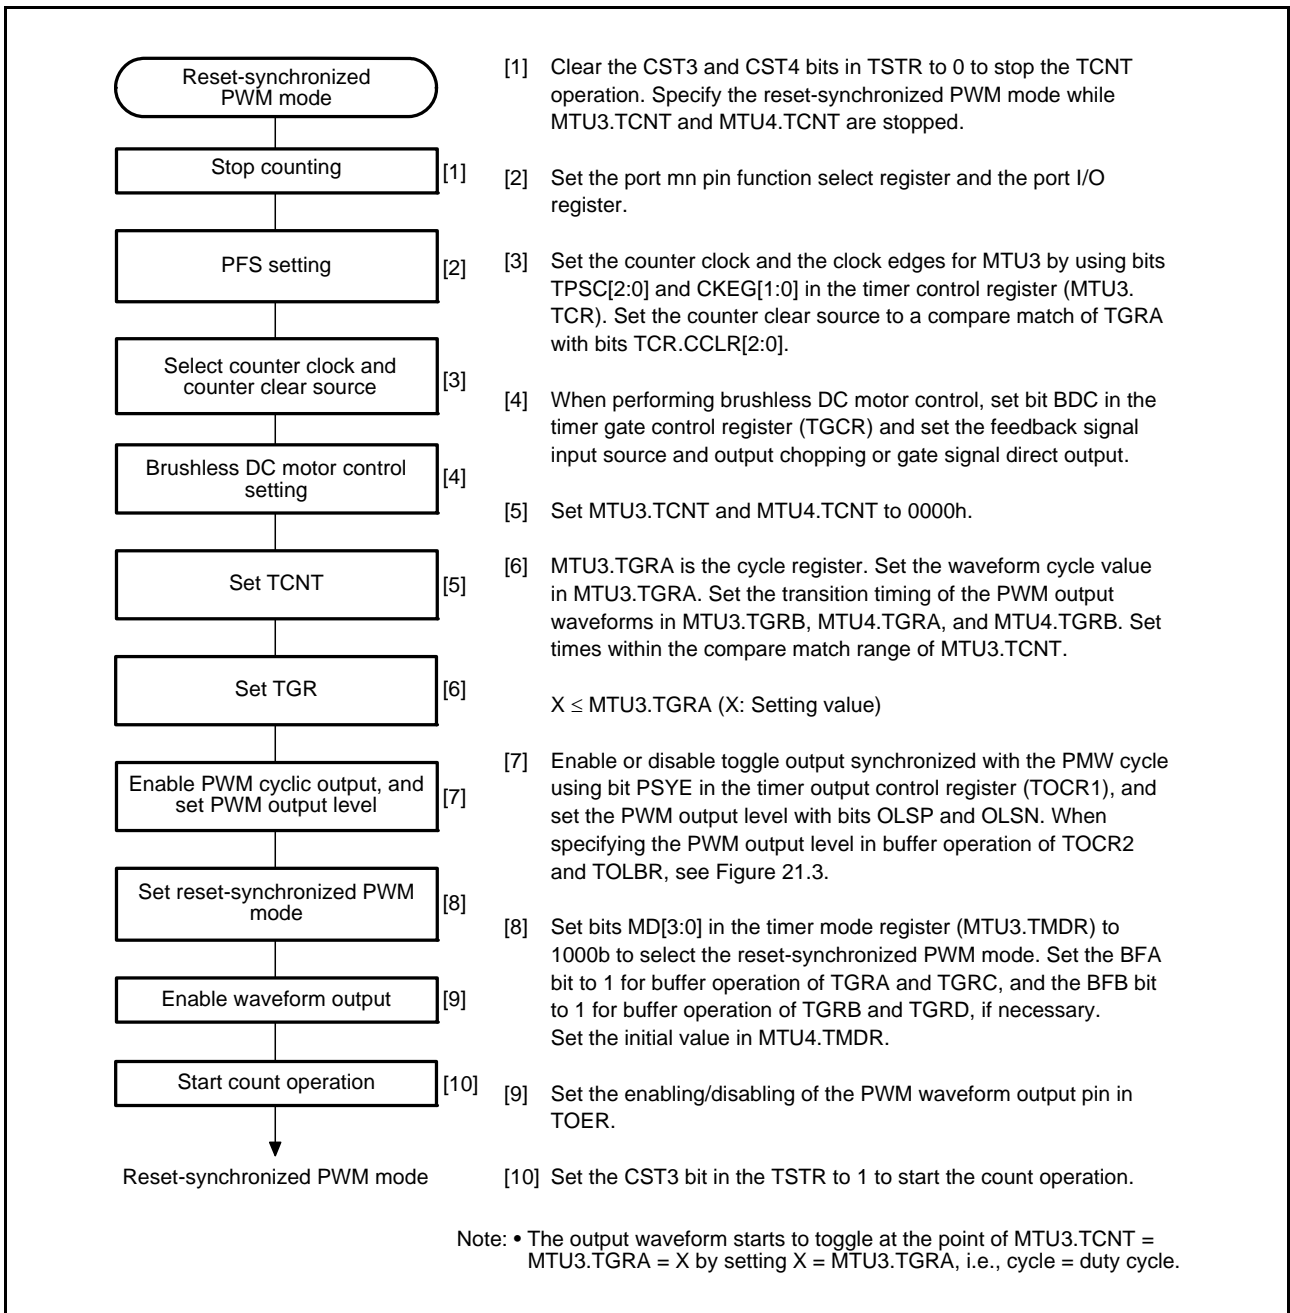 Reset-synchronized
PWM mode
Stop counting
[1]
PFS setting
[2]
Select counter clock and
counter clear source
[3]
Brushless DC motor control
setting
[4]
Set TCNT
[5]
Set TGR
[6]
Enable PWM cyclic output, and
set PWM output level
[7]
Set reset-synchronized PWM
mode
[8]
Enable waveform output
[9]
Start count operation
[10]
Reset-synchronized PWM mode
[1] Clear the CST3 and CST4 bits in TSTR to 0 to stop the TCNT
operation. Specify the reset-synchronized PWM mode while
MTU3.TCNT and MTU4.TCNT are stopped.
[2] Set the port mn pin function select register and the port I/O
register.
[3] Set the counter clock and the clock edges for MTU3 by using bits
TPSC[2:0] and CKEG[1:0] in the timer control register (MTU3.
TCR). Set the counter clear source to a compare match of TGRA
with bits TCR.CCLR[2:0].
[4] When performing brushless DC motor control, set bit BDC in the
timer gate control register (TGCR) and set the feedback signal
input source and output chopping or gate signal direct output.
[5] Set MTU3.TCNT and MTU4.TCNT to 0000h.
[6] MTU3.TGRA is the cycle register. Set the waveform cycle value
in MTU3.TGRA. Set the transition timing of the PWM output
waveforms in MTU3.TGRB, MTU4.TGRA, and MTU4.TGRB. Set
times within the compare match range of MTU3.TCNT.
X ≤ MTU3.TGRA (X: Setting value)
[7] Enable or disable toggle output synchronized with the PMW cycle
using bit PSYE in the timer output control register (TOCR1), and
set the PWM output level with bits OLSP and OLSN. When
specifying the PWM output level in buffer operation of TOCR2
and TOLBR, see Figure 21.3.
[8] Set bits MD[3:0] in the timer mode register (MTU3.TMDR) to
1000b to select the reset-synchronized PWM mode. Set the BFA
bit to 1 for buffer operation of TGRA and TGRC, and the BFB bit
to 1 for buffer operation of TGRB and TGRD, if necessary.
Set the initial value in MTU4.TMDR.
[9] Set the enabling/disabling of the PWM waveform output pin in
TOER.
[10] Set the CST3 bit in the TSTR to 1 to start the count operation.
Note: • The output waveform starts to toggle at the point of MTU3.TCNT =
MTU3.TGRA = X by setting X = MTU3.TGRA, i.e., cycle = duty cycle.